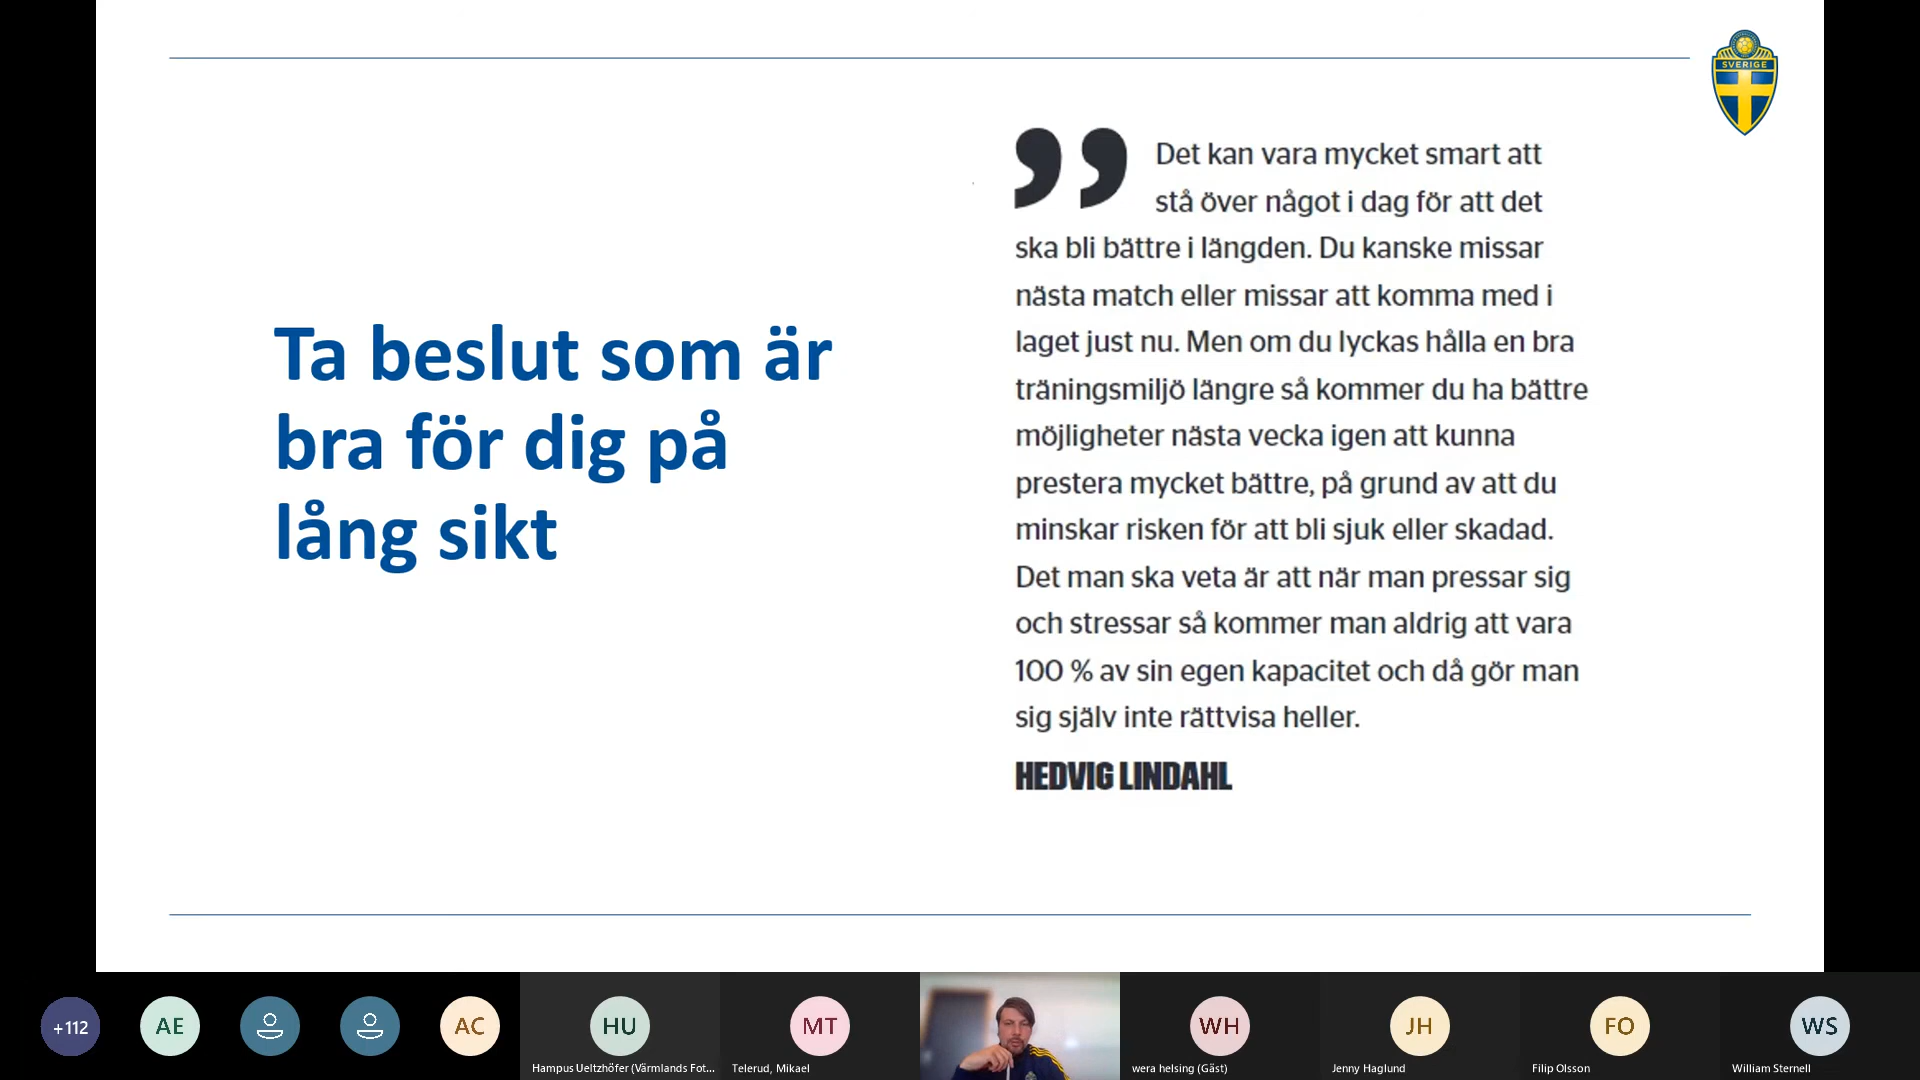 SVERIGE
Ta beslut som är
bra för dig på
lång sikt
”
Det kan vara mycket smart att
stå över något i dag för att det
ska bli bättre i längden. Du kanske missar
nästa match eller missar att komma med i
laget just nu. Men om du lyckas hålla en bra
träningsmiljö längre så kommer du ha bättre
möjligheter nästa vecka igen att kunna
prestera mycket bättre, på grund av att du
minskar risken för att bli sjuk eller skadad.
Det man ska veta är att när man pressar sig
och stressar så kommer man aldrig att vara
100 % av sin egen kapacitet och då gör man
sig själv inte rättvisa heller.
HEDVIG LINDAHL
+112
AE
AC
HU
MT
WH
JH
FO
WS
Hampus Ueltzhöfer (Värmlands Fot...
Telerud, Mikael
wera helsing (Gäst)
Jenny Haglund
Filip Olsson
William Sternell